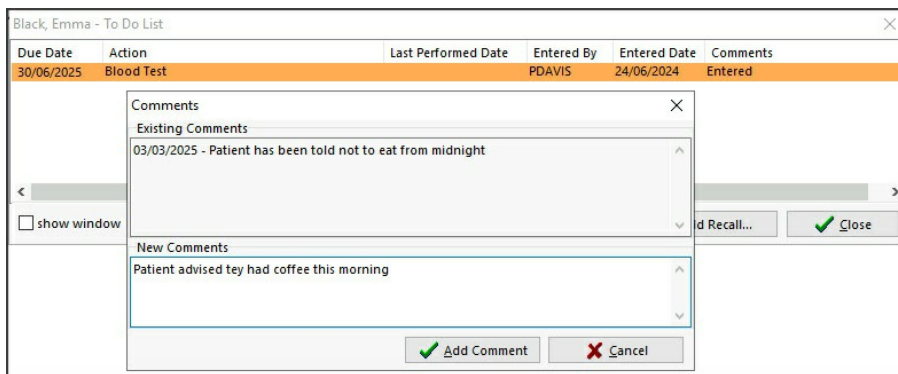 Black, Emma - To Do List
Due Date Action Last Performed Date Entered By Entered Date Comments
30/06/2025 Blood Test PDAVIS 24/06/2024 Entered
Comments
Existing Comments
03/03/2025 - Patient has been told not to eat from midnight
show window
Recall...
Close
New Comments
Patient advised tey had coffee this morning
Add Comment
Cancel